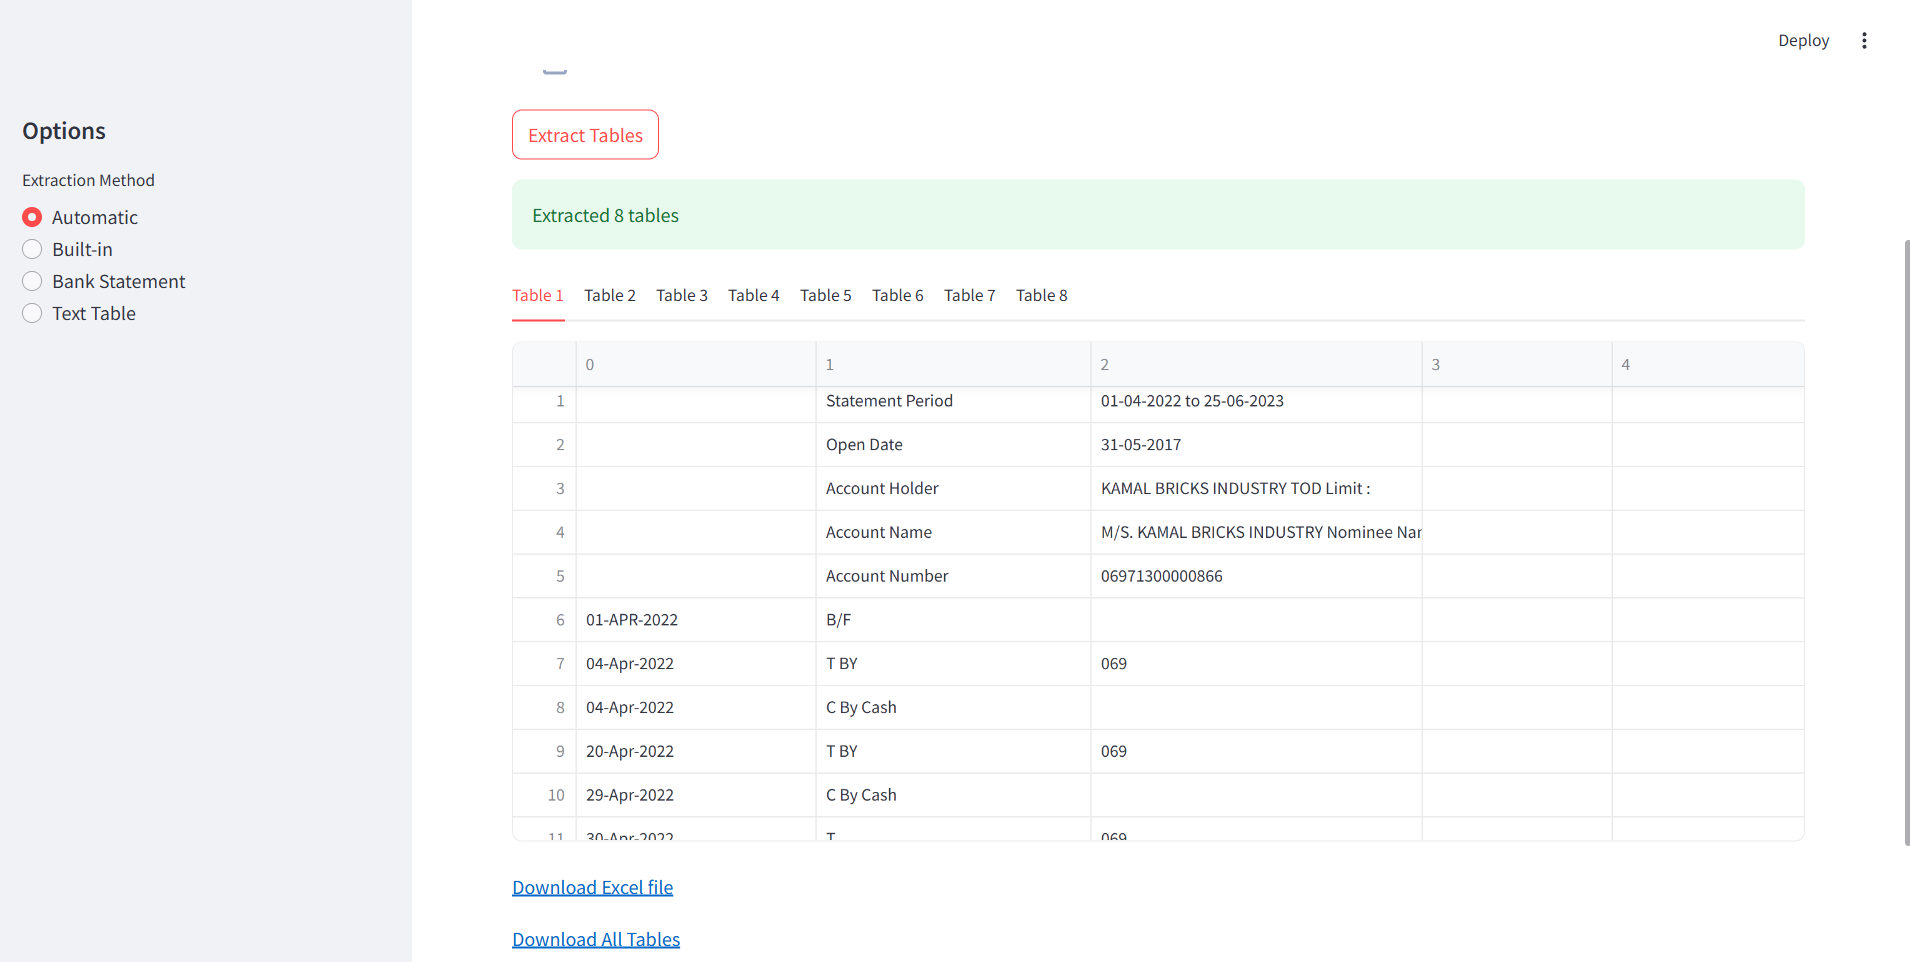 Deploy
Options
Extraction Method
Automatic
Built-in
Bank Statement
Text Table
Extract Tables
Extracted 8 tables
Table 1 Table 2 Table 3 Table 4 Table 5 Table 6 Table 7 Table 8
0 1 2 3 4
1 Statement Period 01-04-2022 to 25-06-2023
2 Open Date 31-05-2017
3 Account Holder KAMAL BRICKS INDUSTRY TOD Limit :
4 Account Name M/S. KAMAL BRICKS INDUSTRY Nominee Nar
5 Account Number 06971300000866
6 01-APR-2022 B/F
7 04-Apr-2022 T BY 069
8 04-Apr-2022 C By Cash
9 20-Apr-2022 T BY 069
10 29-Apr-2022 C By Cash
11 30-Apr-2022 T 069
Download Excel file
Download All Tables